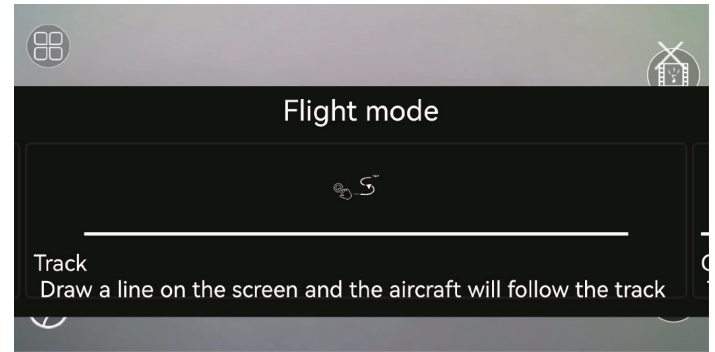 Flight mode
Track
Draw a line on the screen and the aircraft will follow the track